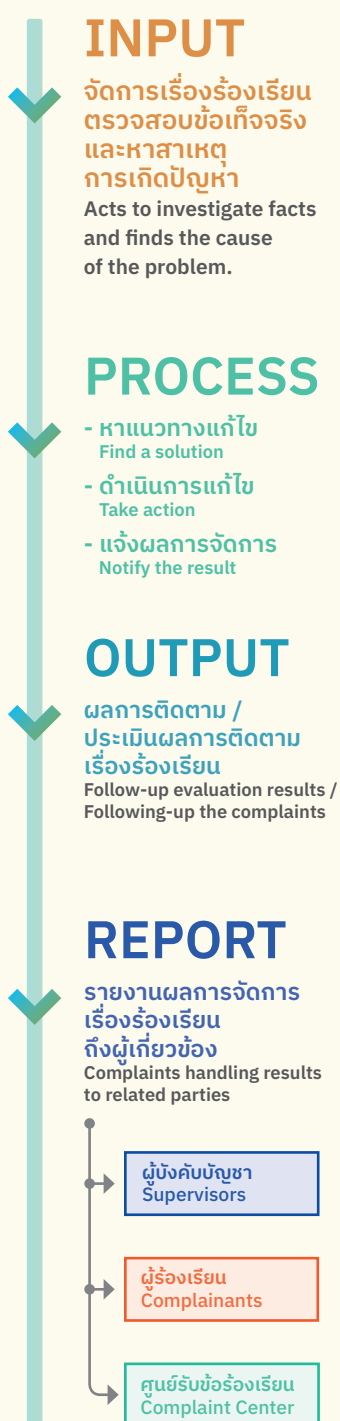 INPUT
จัดการเรื่องร้องเรียน
ตรวจสอบข้อเท็จจริง
และหาสาเหตุ
การเกิดปัญหา
Acts to investigate facts
and finds the cause
of the problem.
PROCESS
- หาแนวทางแก้ไข
Find a solution
- ดำเนินการแก้ไข
Take action
- แจ้งผลการจัดการ
Notify the result
OUTPUT
ผลการติดตาม /
ประเมินผลการติดตาม
เรื่องร้องเรียน
Follow-up evaluation results /
Following-up the complaints
REPORT
รายงานผลการจัดการ
เรื่องร้องเรียน
ถึงผู้เกี่ยวข้อง
Complaints handling results
to related parties
ผู้บังคับบัญชา
Supervisors
ผู้ร้องเรียน
Complainants
ศูนย์รับข้อร้องเรียน
Complaint Center